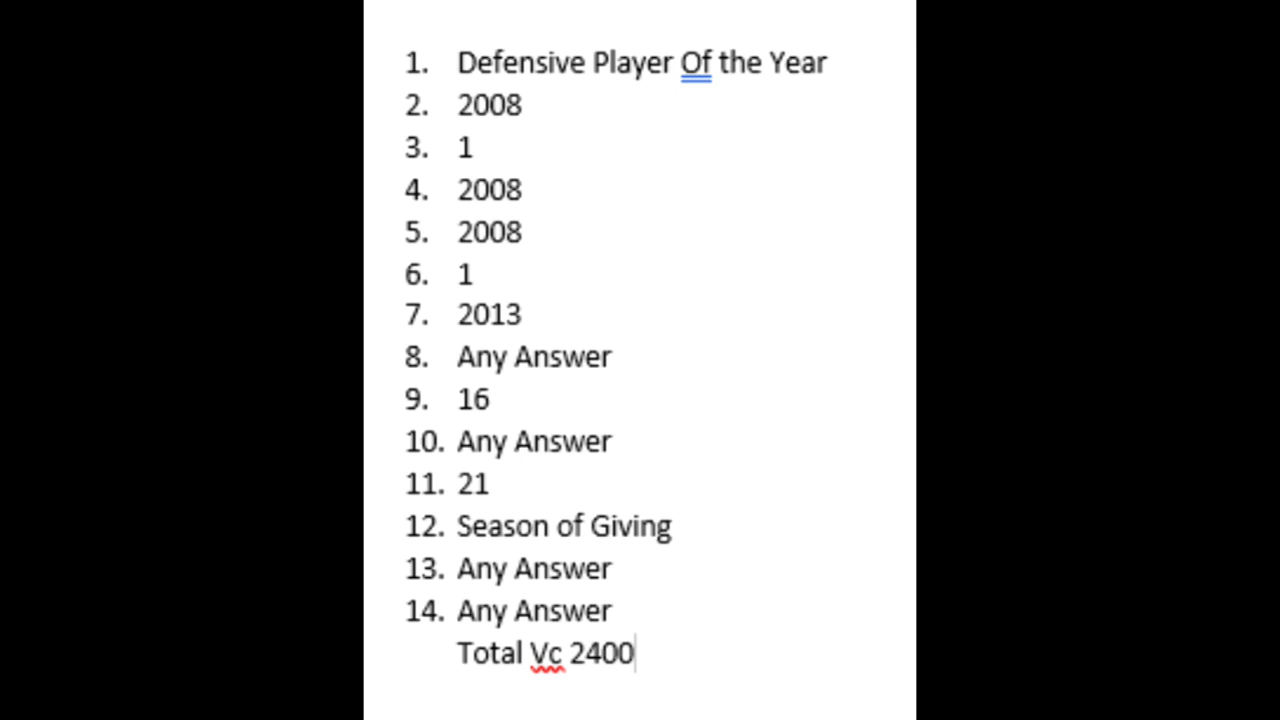 1. Defensive Player Of the Year
2. 2008
3. 1
4. 2008
5. 2008
6. 1
7. 2013
8. Any Answer
9. 16
10. Any Answer
11. 21
12. Season of Giving
13. Any Answer
14. Any Answer
Total Vc 2400